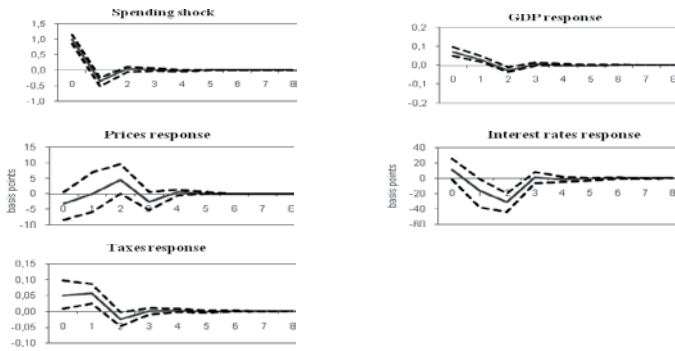 Spending shock
1,5
1,0
0,5
0,0
-0,5
-1,0
0 1 2 3 4 5 6 7 8
GDP response
0,2
0,1
0,0
-0,1
-0,2
0 1 2 3 4 5 6 7 8
Prices response
basis points
15
10
5
0
-5
-10
0 1 2 3 4 5 6 7 8
Interest rates response
basis points
40
20
0
-20
-40
-60
0 1 2 3 4 5 6 7 8
Taxes response
0,15
0,10
0,05
0,00
-0,05
-0,10
0 1 2 3 4 5 6 7 8